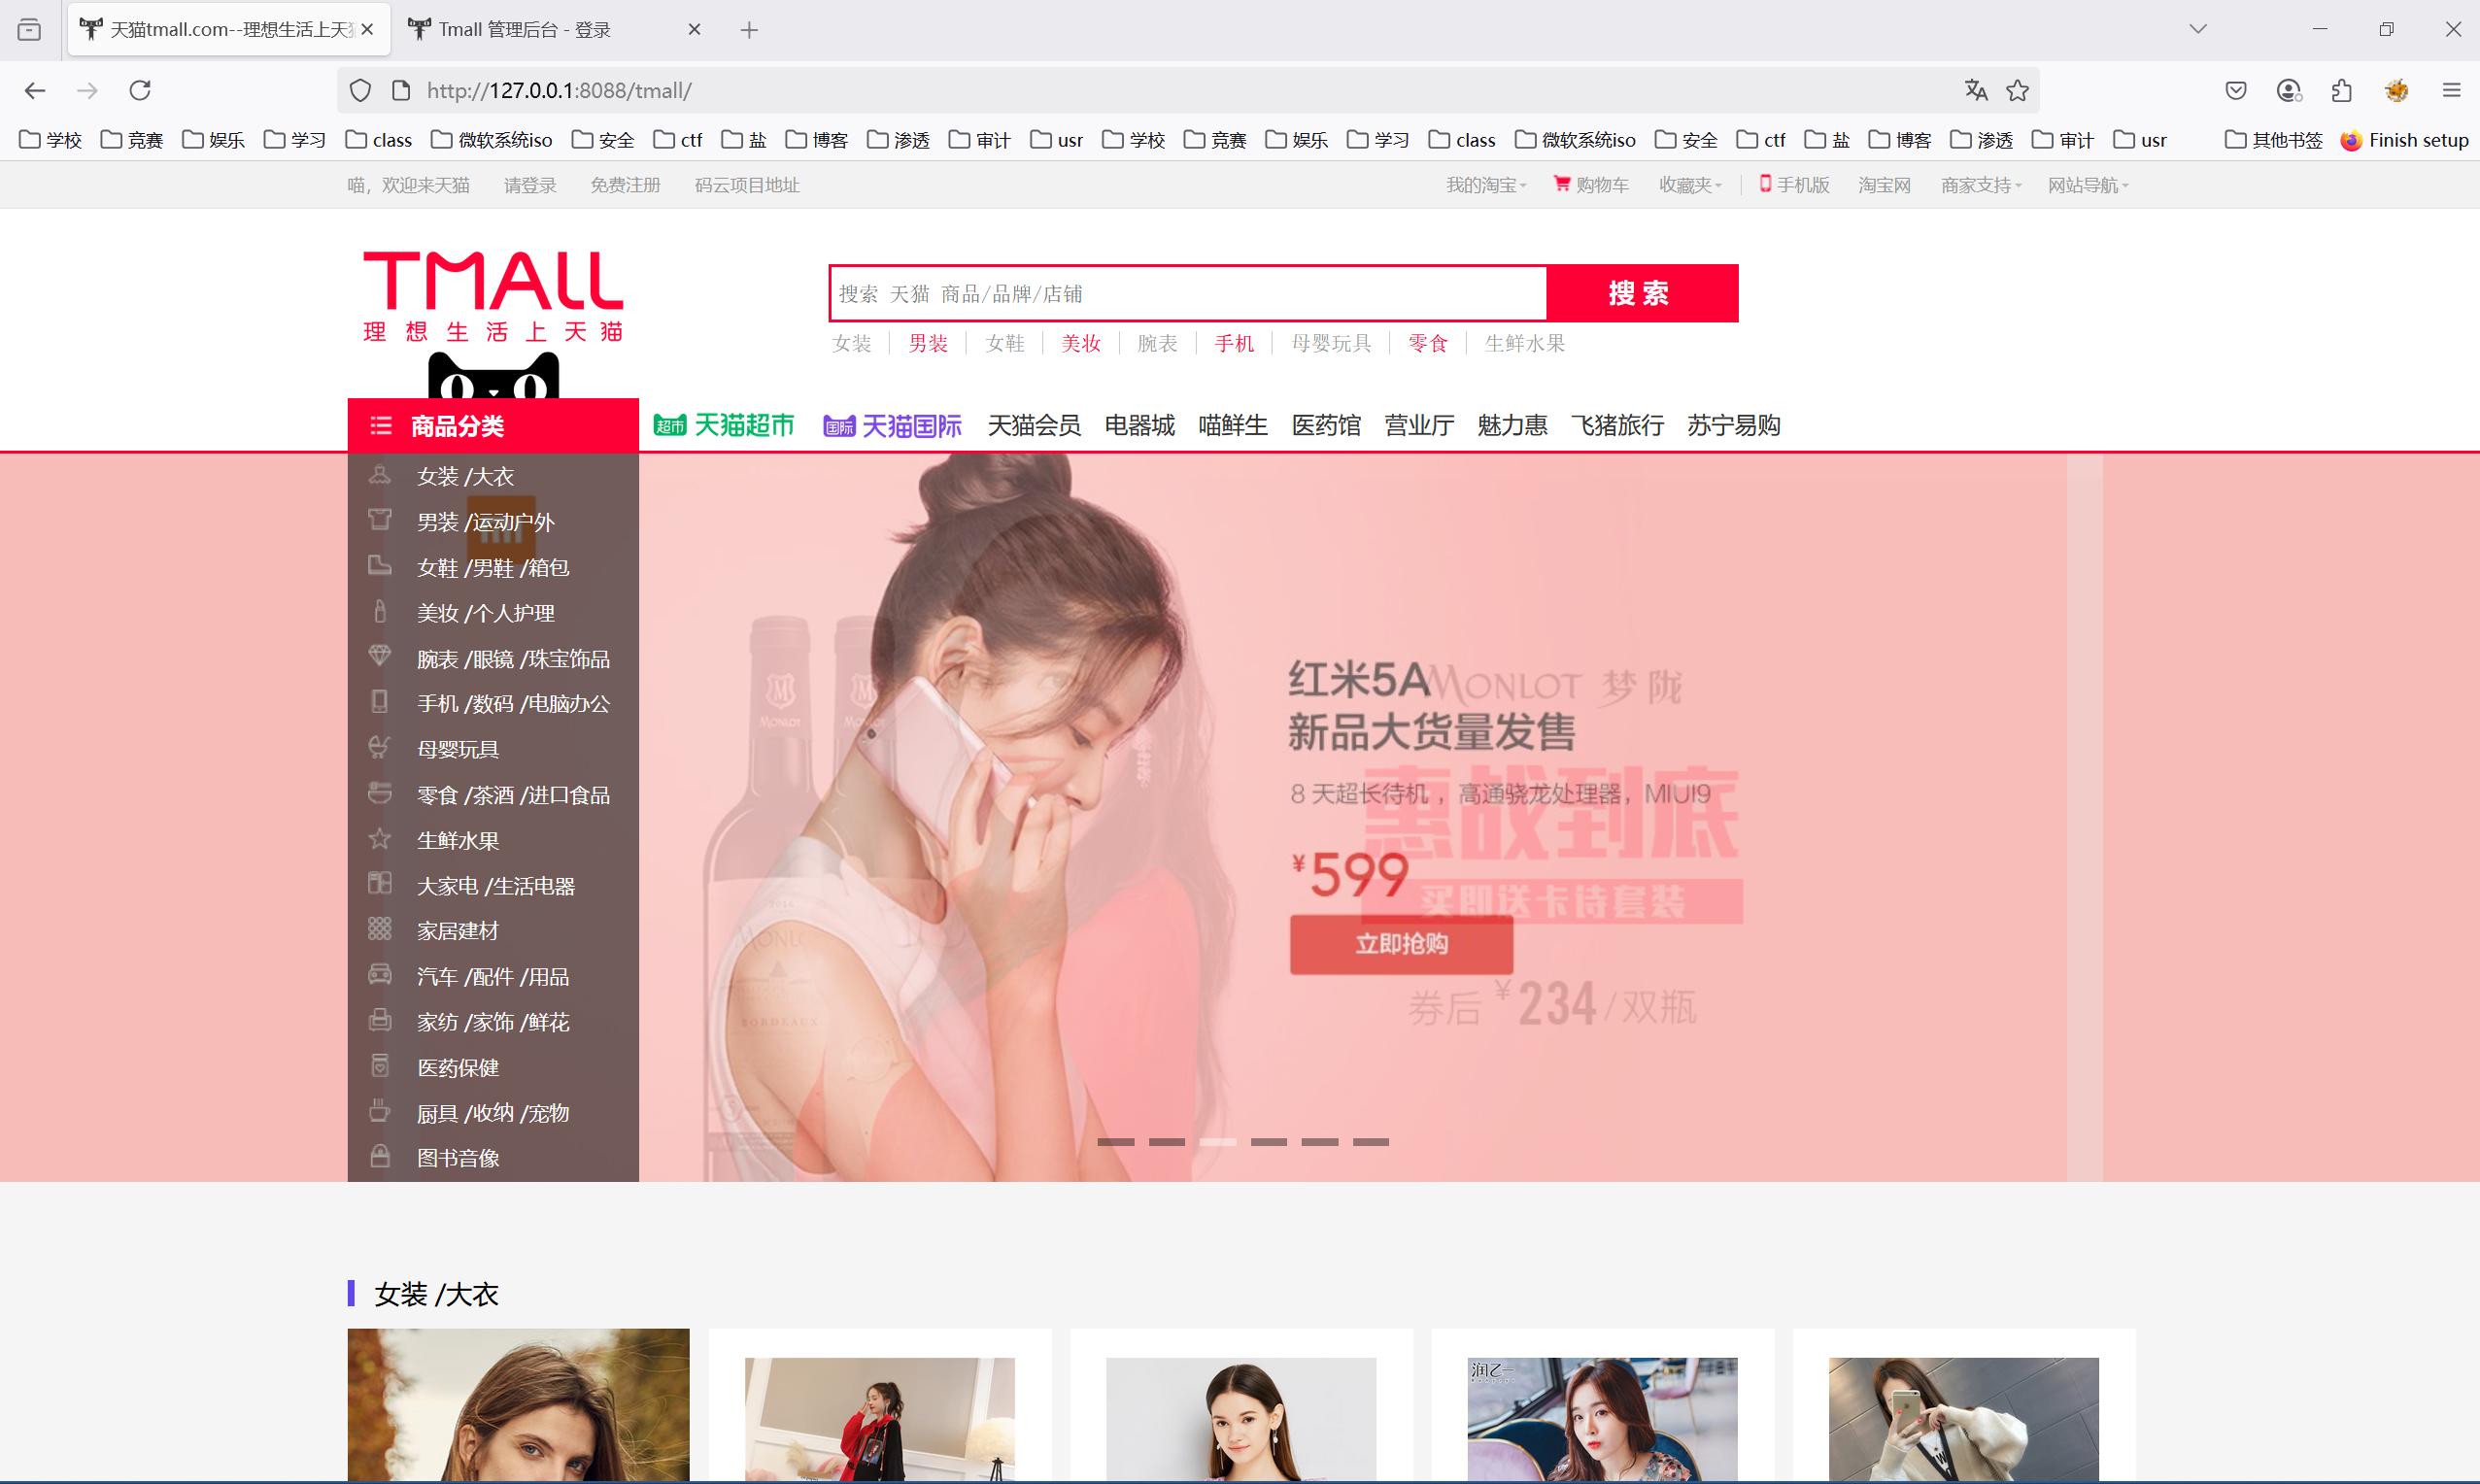 天猫tmall.com--理想生活上天猫
Tmall 管理后台 - 登录
http://127.0.0.1:8088/tmall/
学校 竞赛 娱乐 学习 class 微软系统iso 安全 ctf 盐 博客 渗透 审计 usr 学校 竞赛 娱乐 学习 class 微软系统iso 安全 ctf 盐 博客 渗透 审计 usr 其他书签 Finish setup
喵，欢迎来天猫 请登录 免费注册 码云项目地址 我的淘宝 购物车 收藏夹 手机版 淘宝网 商家支持 网站导航
TMALL
理想生活上天猫
搜索 天猫 商品/品牌/店铺 搜 索
女装 男装 女鞋 美妆 腕表 手机 母婴玩具 零食 生鲜水果
商品分类 超市 天猫超市 国际 天猫国际 天猫会员 电器城 喵鲜生 医药馆 营业厅 魅力惠 飞猪旅行 苏宁易购
女装 /大衣
男装 /运动户外
女鞋 /男鞋 /箱包
美妆 /个人护理
腕表 /眼镜 /珠宝饰品
手机 /数码 /电脑办公
母婴玩具
零食 /茶酒 /进口食品
生鲜水果
大家电 /生活电器
家居建材
汽车 /配件 /用品
家纺 /家饰 /鲜花
医药保健
厨具 /收纳 /宠物
图书音像
MONLOT MONLOT
红米5A
MONLOT 梦陇
新品大货量发售
8 天超长待机 ，高通骁龙处理器，MIUI9
惠战到底
¥599
买即送卡诗套装
立即抢购
券后 ¥234/双瓶
BORDEAUX
女装 /大衣
润乙一